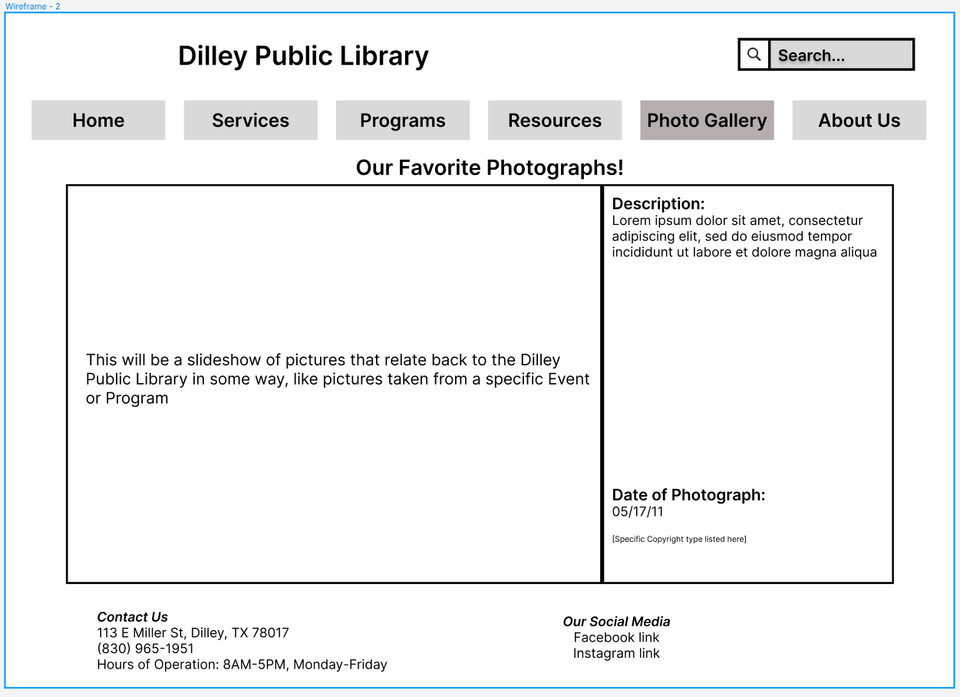 Wireframe - 2
Dilley Public Library
Search...
Home
Services
Programs
Resources
Photo Gallery
About Us
Our Favorite Photographs!
This will be a slideshow of pictures that relate back to the Dilley
Public Library in some way, like pictures taken from a specific Event
or Program
Description:
Lorem ipsum dolor sit amet, consectetur
adipiscing elit, sed do eiusmod tempor
incididunt ut labore et dolore magna aliqua
Date of Photograph:
05/17/11
[Specific Copyright type listed here]
Contact Us
113 E Miller St, Dilley, TX 78017
(830) 965-1951
Hours of Operation: 8AM-5PM, Monday-Friday
Our Social Media
Facebook link
Instagram link